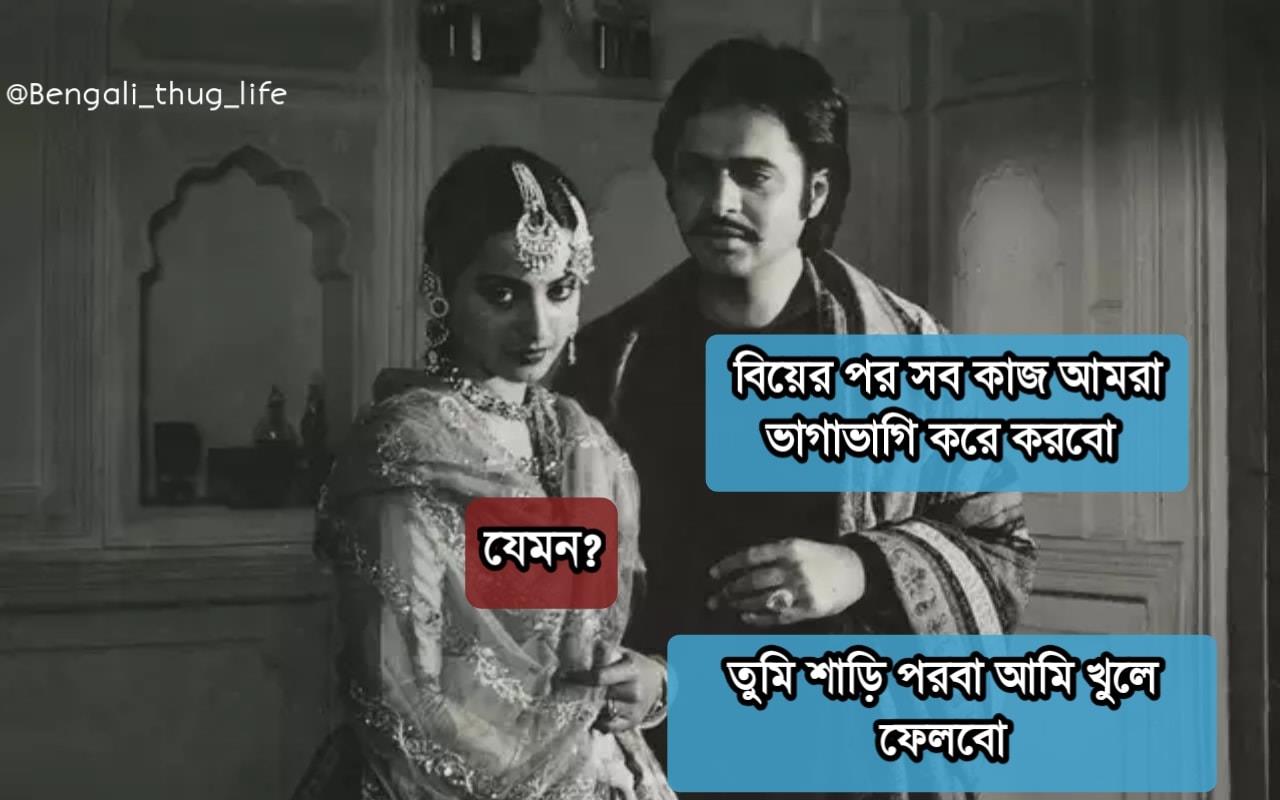 @Bengali_thug_life
বিয়ের পর সব কাজ আমরা
ভাগাভাগি করে করবো
যেমন?
তুমি শাড়ি পরবা আমি খুলে
ফেলবো